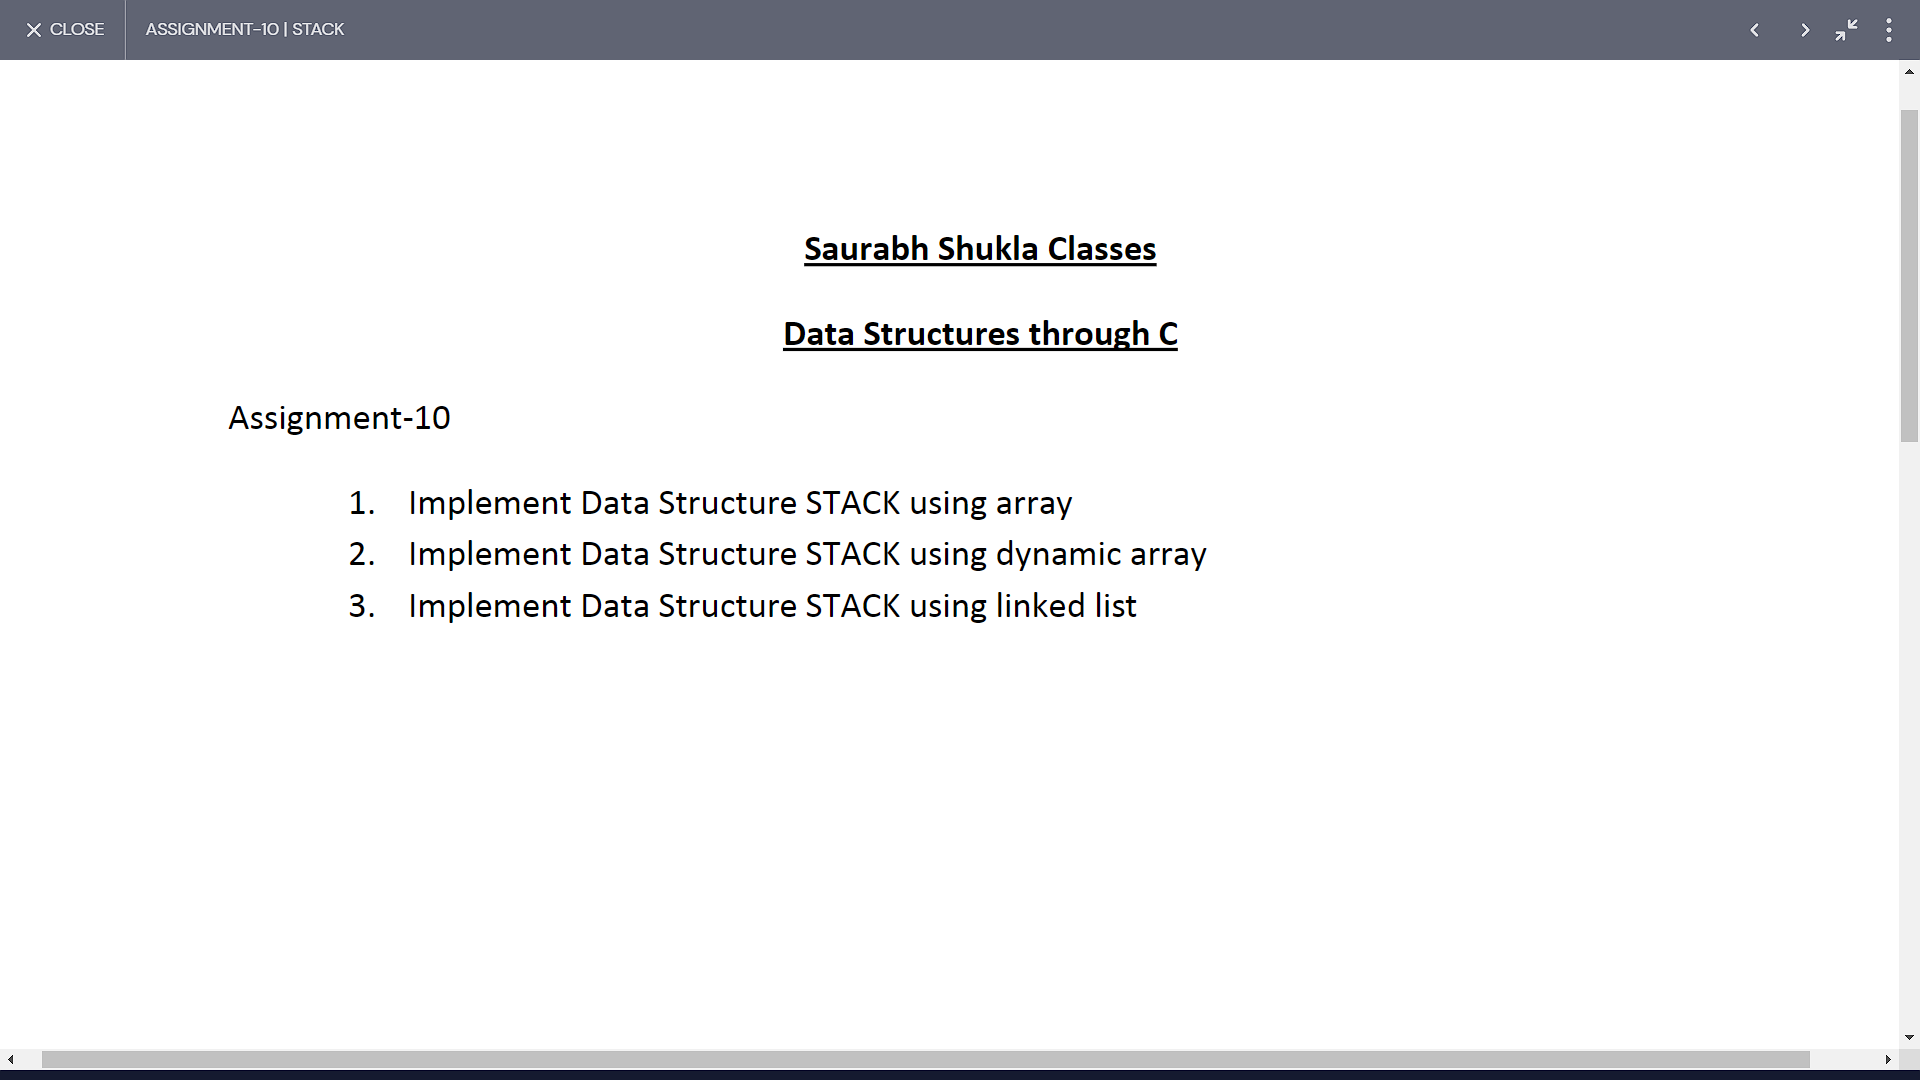 CLOSE
ASSIGNMENT-10 | STACK
Saurabh Shukla Classes
Data Structures through C
Assignment-10
1. Implement Data Structure STACK using array
2. Implement Data Structure STACK using dynamic array
3. Implement Data Structure STACK using linked list